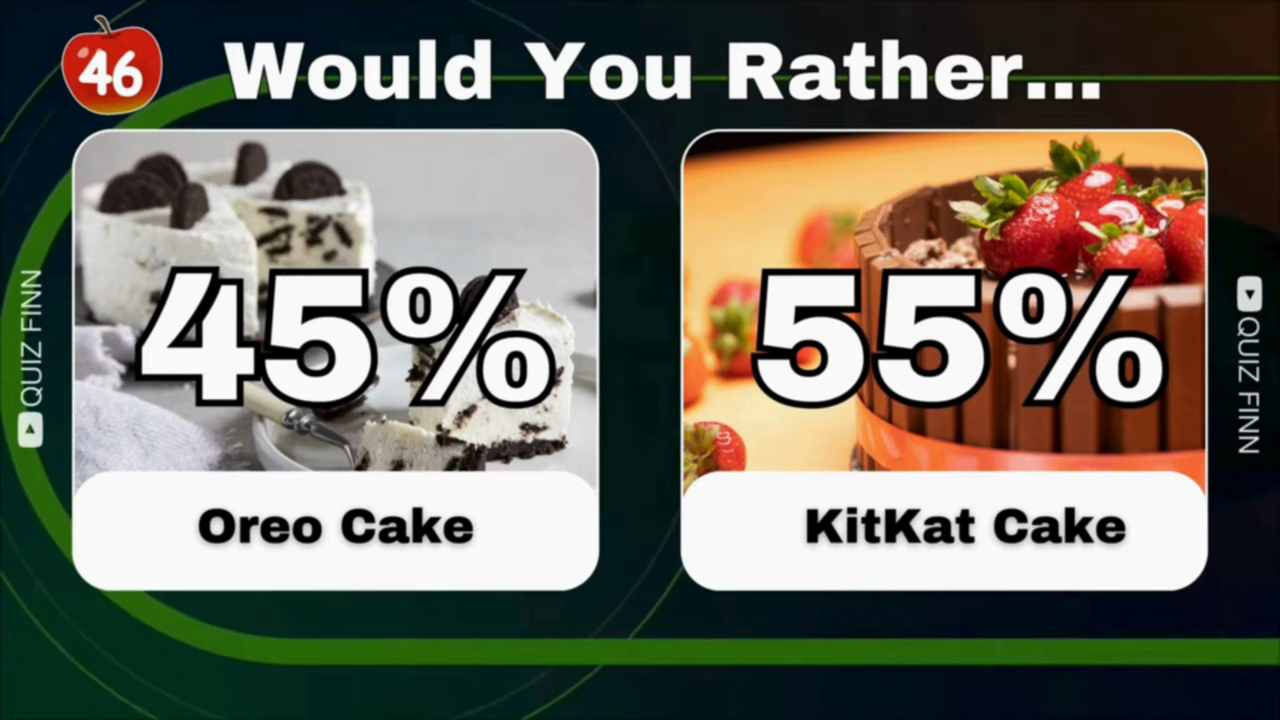 46
Would You Rather...
45%
55%
Oreo Cake
KitKat Cake
QUIZ FINN
QUIZ FINN